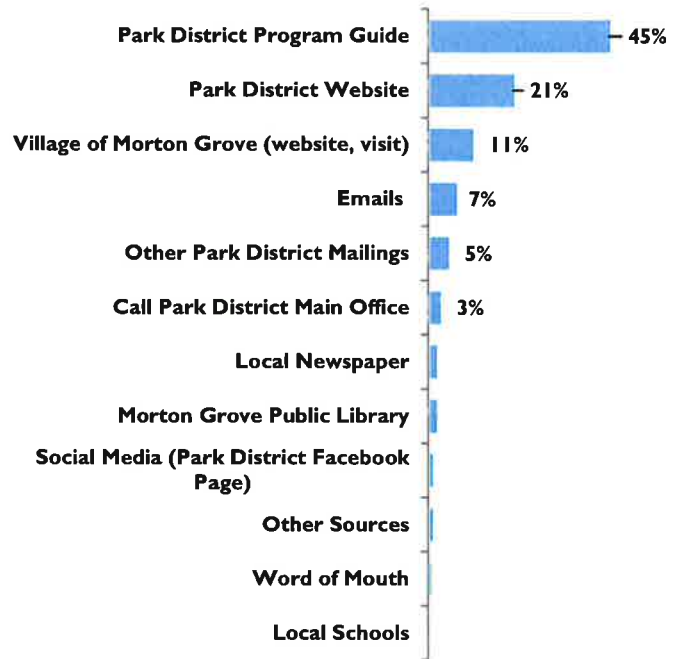 Park District Program Guide 45%
Park District Website 21%
Village of Morton Grove (website, visit) 11%
Emails 7%
Other Park District Mailings 5%
Call Park District Main Office 3%
Local Newspaper
Morton Grove Public Library
Social Media (Park District Facebook
Page)
Other Sources
Word of Mouth
Local Schools